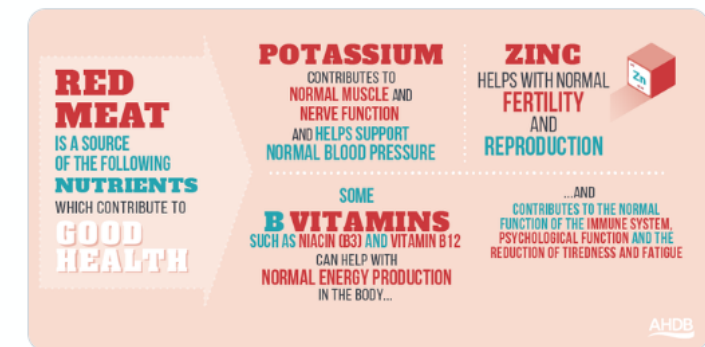 RED
MEAT
IS A SOURCE
OF THE FOLLOWING
NUTRIENTS
WHICH CONTRIBUTE TO
GOOD
HEALTH
POTASSIUM
CONTRIBUTES TO
NORMAL MUSCLE AND
NERVE FUNCTION
AND HELPS SUPPORT
NORMAL BLOOD PRESSURE
ZINC
HELPS WITH NORMAL
FERTILITY
AND
REPRODUCTION
Zn
SOME
B VITAMINS
SUCH AS NIACIN (B3) AND VITAMIN B12
CAN HELP WITH
NORMAL ENERGY PRODUCTION
IN THE BODY...
...AND
CONTRIBUTES TO THE NORMAL
FUNCTION OF THE IMMUNE SYSTEM,
PSYCHOLOGICAL FUNCTION AND THE
REDUCTION OF TIREDNESS AND FATIGUE
AHDB